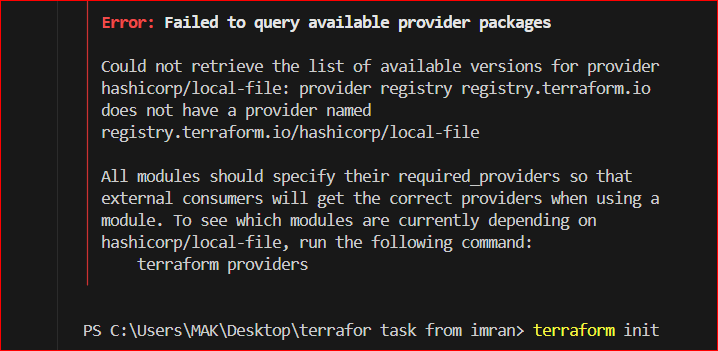 Error: Failed to query available provider packages
Could not retrieve the list of available versions for provider
hashicorp/local-file: provider registry registry.terraform.io
does not have a provider named
registry.terraform.io/hashicorp/local-file
All modules should specify their required_providers so that
external consumers will get the correct providers when using a
module. To see which modules are currently depending on
hashicorp/local-file, run the following command:
terraform providers
PS C:\Users\MAK\Desktop\terrafor task from imran> terraform init